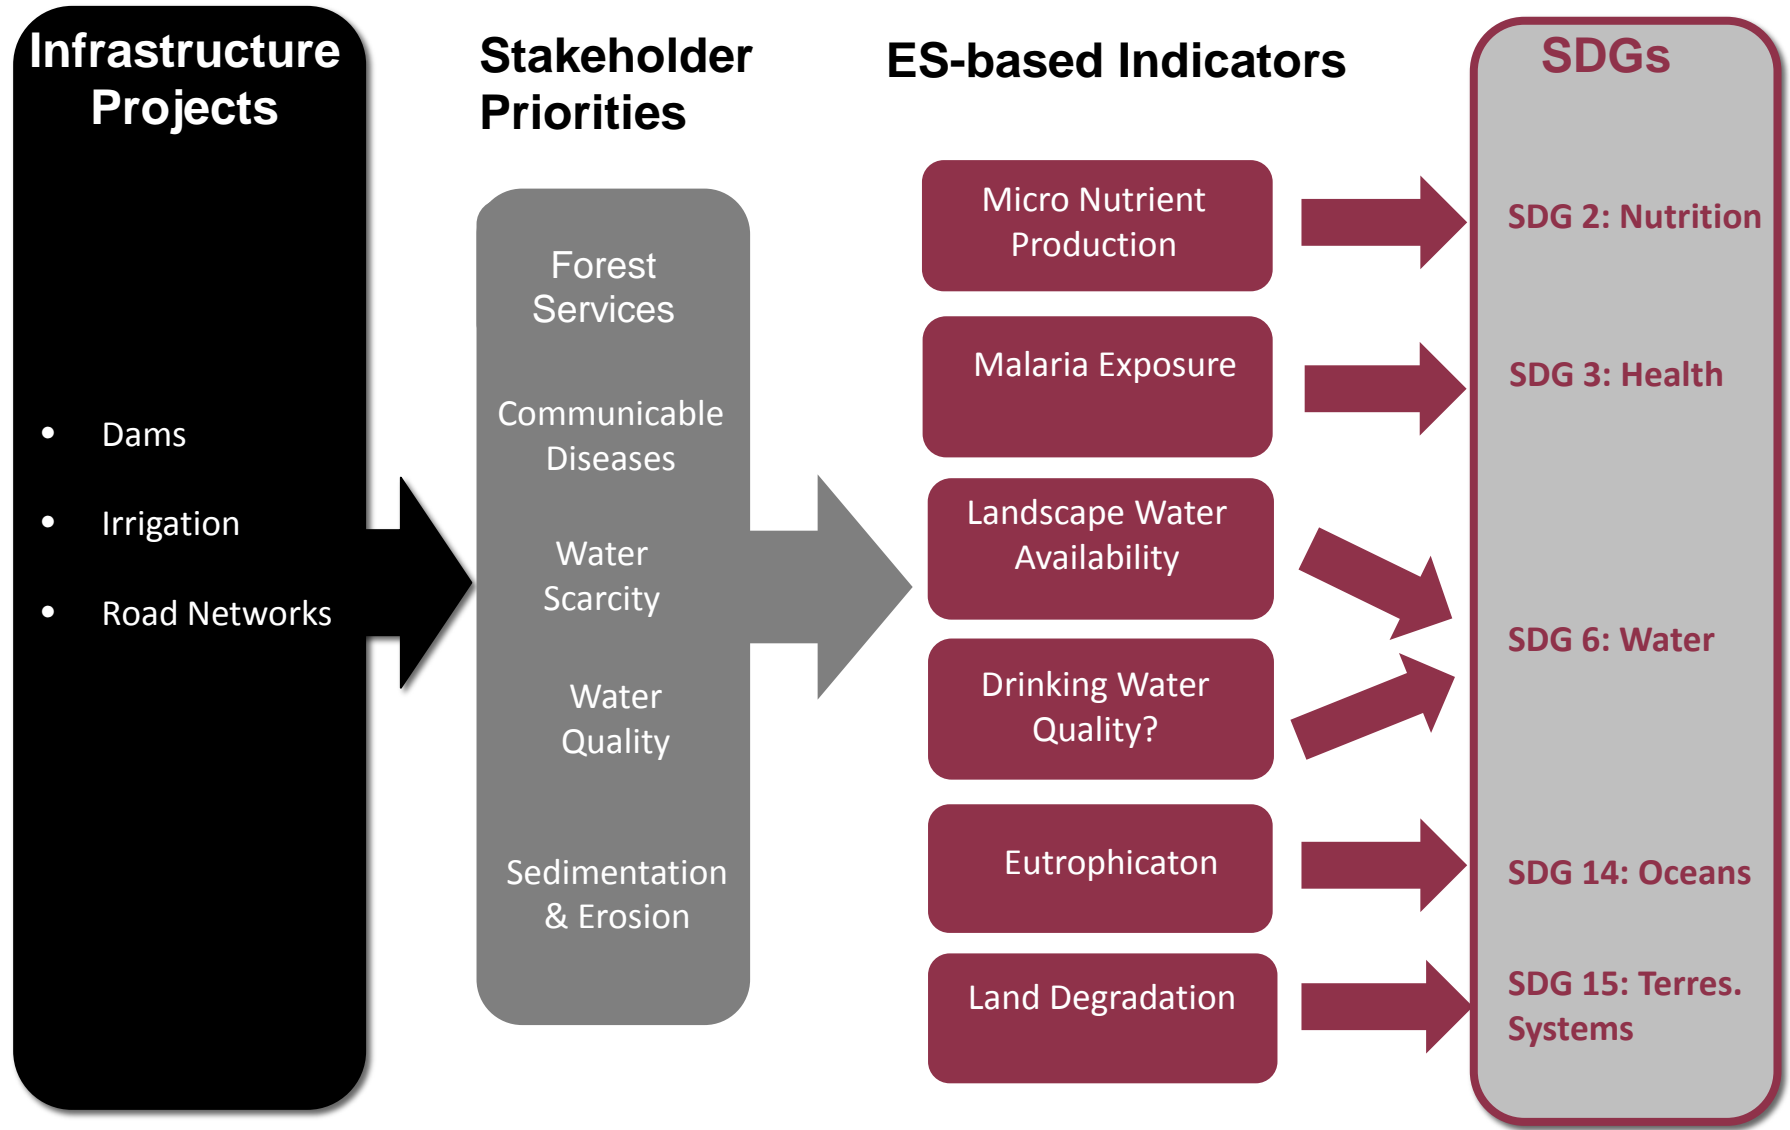 Infrastructure
Projects
• Dams
• Irrigation
• Road Networks
Stakeholder
Priorities
Forest
Services
Communicable
Diseases
Water
Scarcity
Water
Quality
Sedimentation
& Erosion
ES-based Indicators
Micro Nutrient
Production
Malaria Exposure
Landscape Water
Availability
Drinking Water
Quality?
Eutrophicaton
Land Degradation
SDGs
SDG 2: Nutrition
SDG 3: Health
SDG 6: Water
SDG 14: Oceans
SDG 15: Terres.
Systems